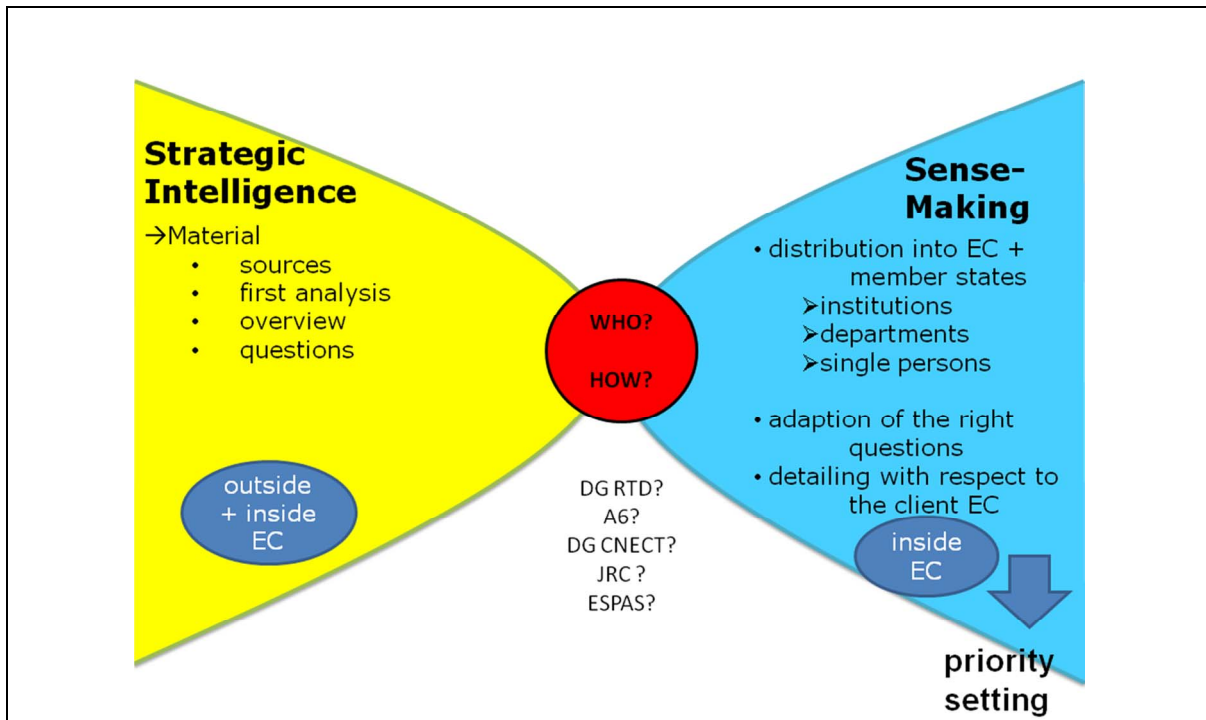 Strategic
Intelligence
→Material
• sources
• first analysis
• overview
• questions
outside
+ inside
EC
WHO?
HOW?
DG RTD?
A6?
DG CNECT?
JRC ?
ESPAS?
Sense-
Making
• distribution into EC +
member states
➢institutions
➢departments
➢single persons
• adaption of the right
questions
• detailing with respect to
the client EC
inside
EC
priority
setting